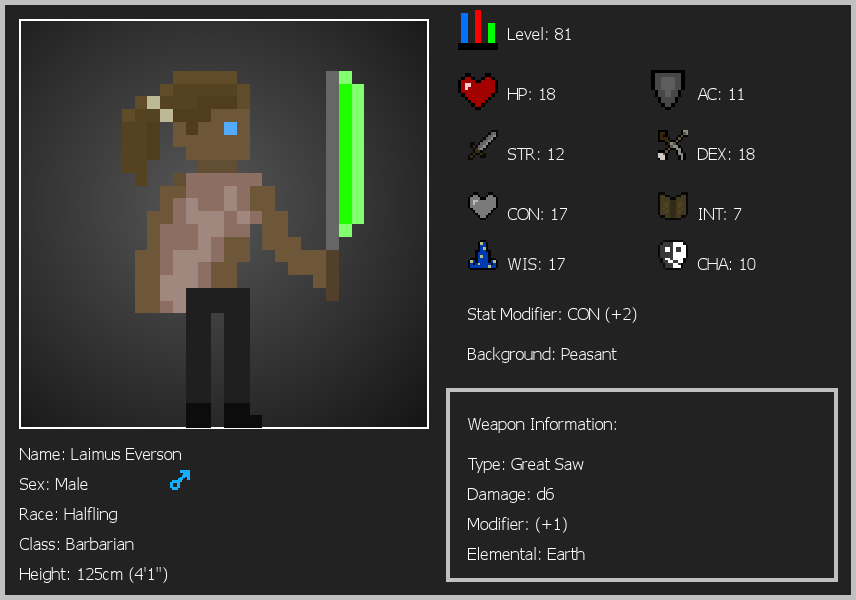 Level: 81
HP: 18
AC: 11
STR: 12
DEX: 18
CON: 17
INT: 7
WIS: 17
CHA: 10
Stat Modifier: CON (+2)
Background: Peasant
Weapon Information:
Type: Great Saw
Damage: d6
Modifier: (+1)
Elemental: Earth
Name: Laimus Everson
Sex: Male
Race: Halfling
Class: Barbarian
Height: 125cm (4'1")